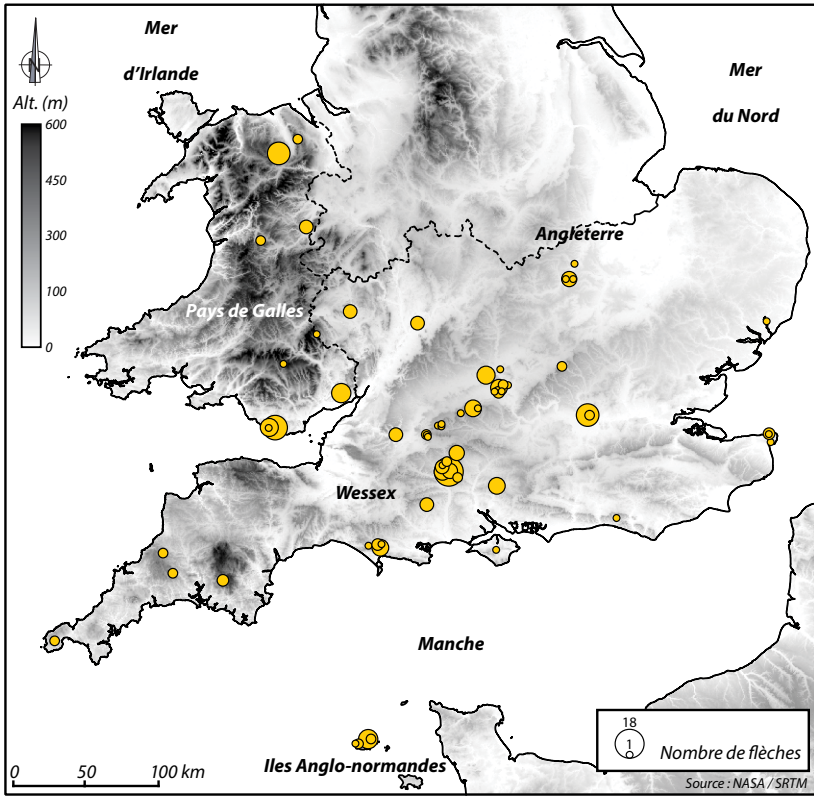 Mer
d'Irlande
Alt. (m)
600
450
300
100
0
Mer
du Nord
Angleterre
Pays de Galles
Wessex
Manche
Iles Anglo-normandes
0 50 100 km
18
1
Nombre de flèches
Source : NASA / SRTM